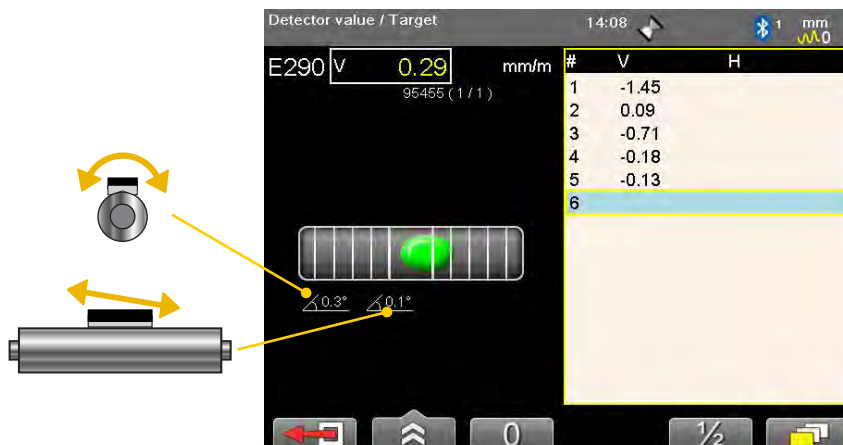 Detector value / Target 14:08 1 mm
0
E290 V 0.29 mm/m
95455 ( 1 / 1 )
# V H
1 -1.45
2 0.09
3 -0.71
4 -0.18
5 -0.13
6
0.3° 0.1°
0 ½